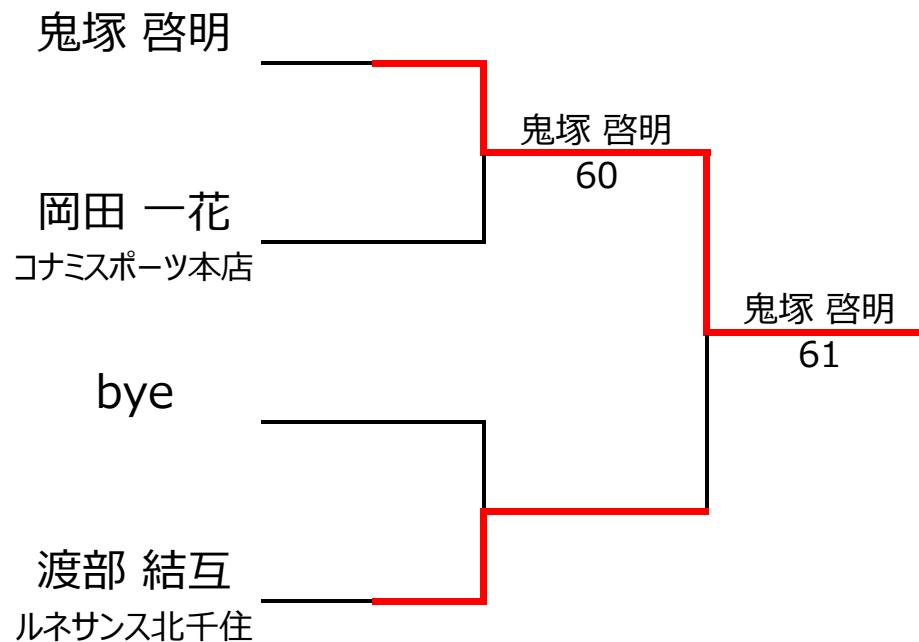 鬼塚 啓明
鬼塚 啓明
60
岡田 一花
コナミスポーツ本店
鬼塚 啓明
61
bye
渡部 結互
ルネサンス北千住